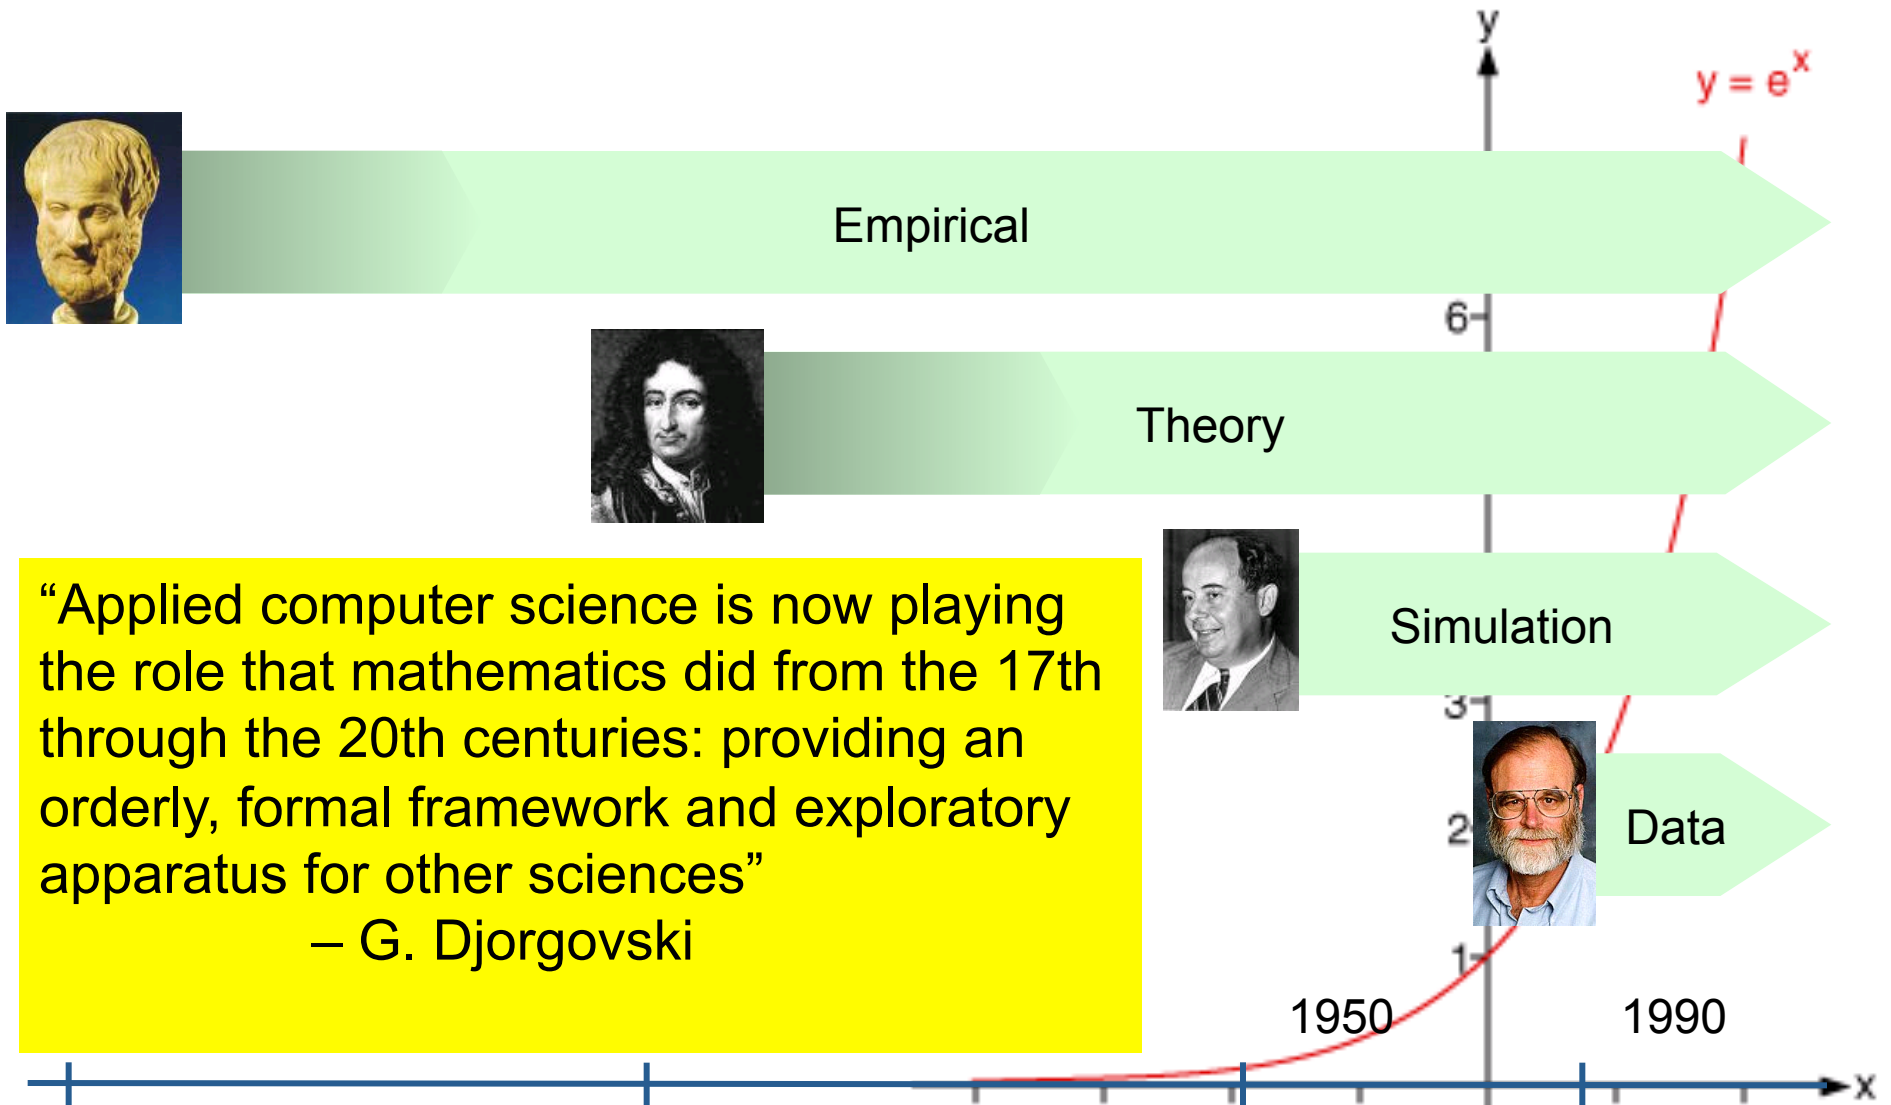 y
y = e^x
Empirical
6
Theory
Simulation
3
“Applied computer science is now playing
the role that mathematics did from the 17th
through the 20th centuries: providing an
orderly, formal framework and exploratory
apparatus for other sciences”
– G. Djorgovski
2
Data
1
1950
1990
x